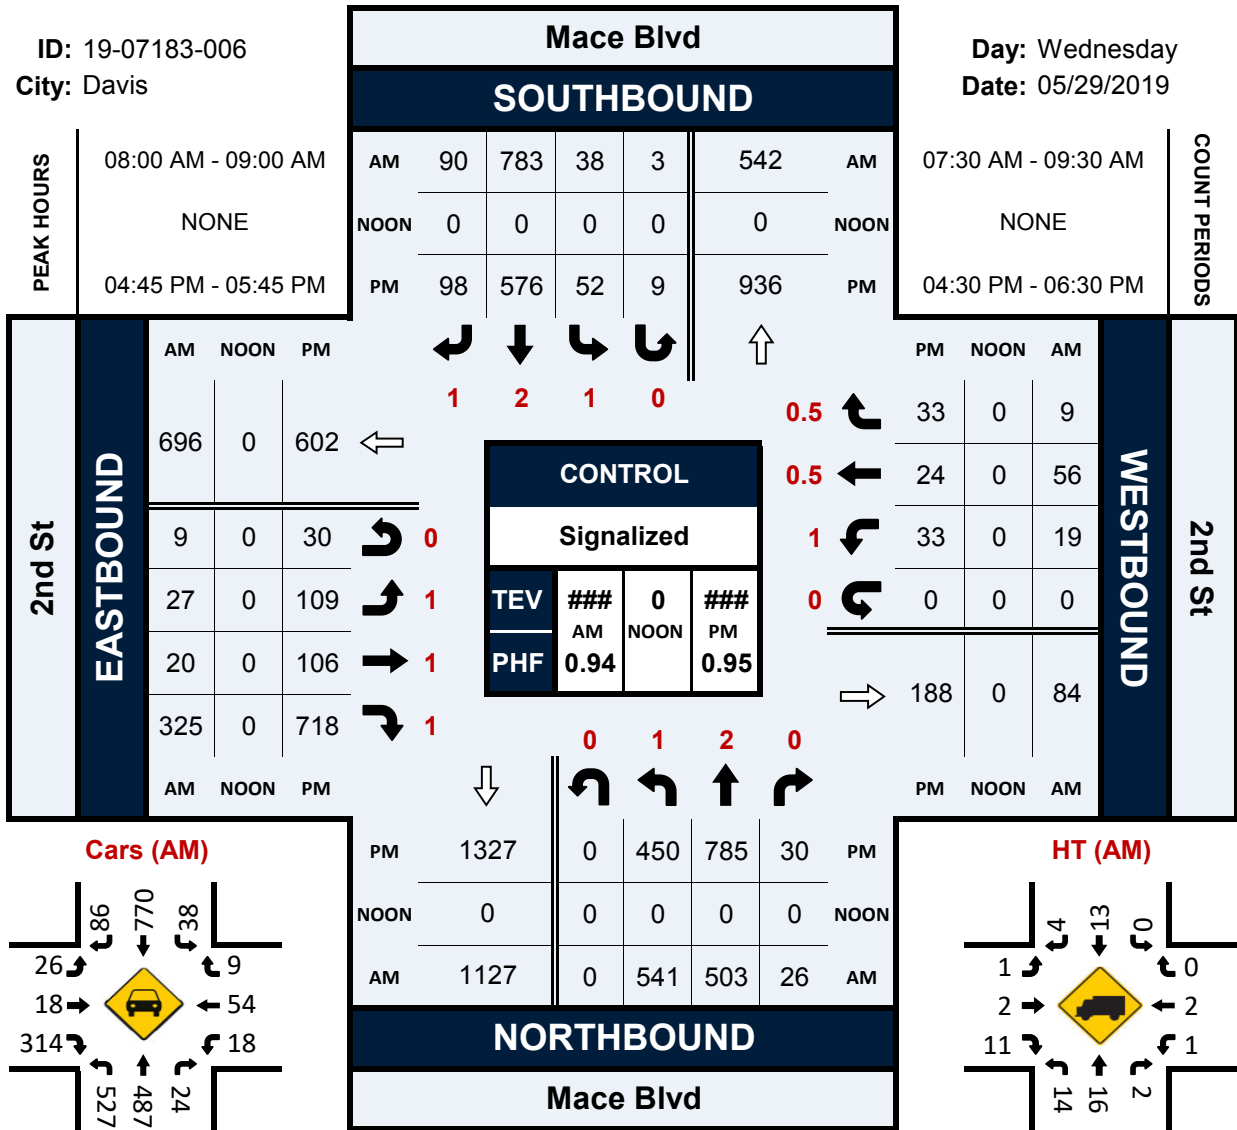 Mace Blvd
ID: 19-07183-006
Day: Wednesday
City: Davis
Date: 05/29/2019
SOUTHBOUND
PEAK HOURS
08:00 AM - 09:00 AM
AM 90 783 38 3 542 AM
07:30 AM - 09:30 AM
COUNT PERIODS
NONE
NOON 0 0 0 0 0 NOON
NONE
04:45 PM - 05:45 PM
PM 98 576 52 9 936 PM
04:30 PM - 06:30 PM
AM NOON PM
PM NOON AM
1 2 1 0
0.5 33 0 9
696 0 602
0.5 24 0 56
9 0 30 0
1 33 0 19
27 0 109 1
0 0 0 0
20 0 106 1
188 0 84
325 0 718 1
AM NOON PM
PM NOON AM
2nd St
EASTBOUND
WESTBOUND
2nd St
CONTROL
Signalized
TEV ### 0 ###
AM NOON PM
PHF 0.94 0.95
0 1 2 0
PM 1327 0 450 785 30 PM
NOON 0 0 0 0 0 NOON
AM 1127 0 541 503 26 AM
NORTHBOUND
Mace Blvd
Cars (AM)
86 770 38
26 9
18 54
314 18
527 487 24
HT (AM)
4 13 0
1 0
2 2
11 1
14 16 2